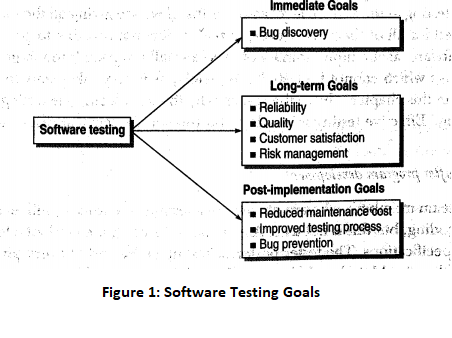 Immediate Goals
▪ Bug discovery
Long-term Goals
▪ Reliability
▪ Quality
▪ Customer satisfaction
▪ Risk management
Software testing
Post-implementation Goals
▪ Reduced maintenance cost
▪ Improved testing process
▪ Bug prevention
Figure 1: Software Testing Goals